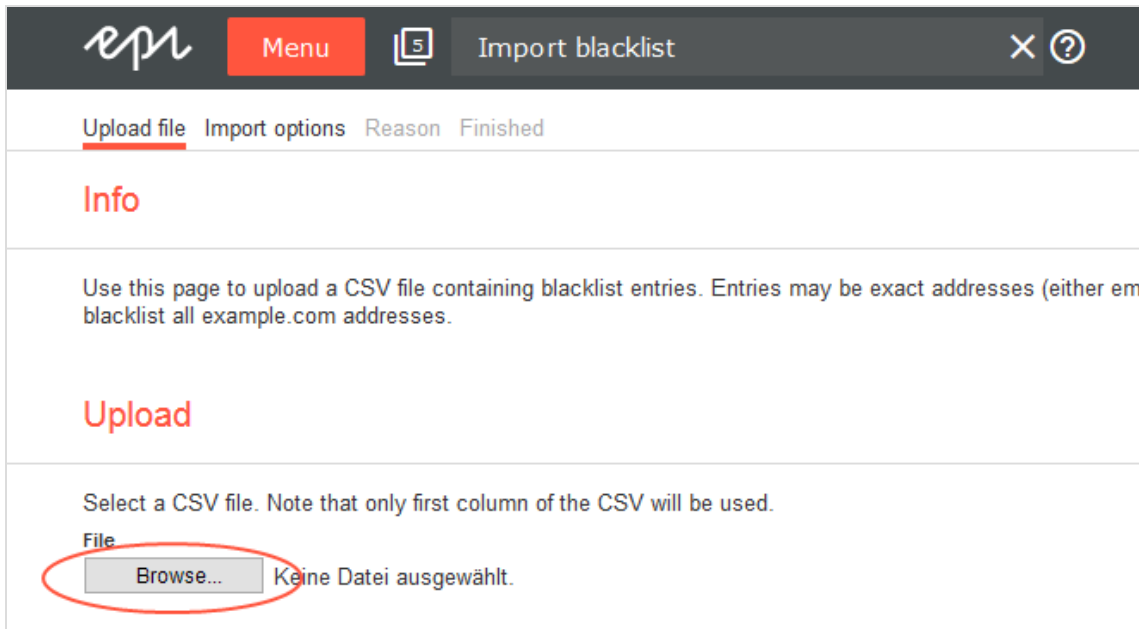 epi Menu 5 Import blacklist
Upload file Import options Reason Finished
Info
Use this page to upload a CSV file containing blacklist entries. Entries may be exact addresses (either em
blacklist all example.com addresses.
Upload
Select a CSV file. Note that only first column of the CSV will be used.
File
Browse... Keine Datei ausgewählt.